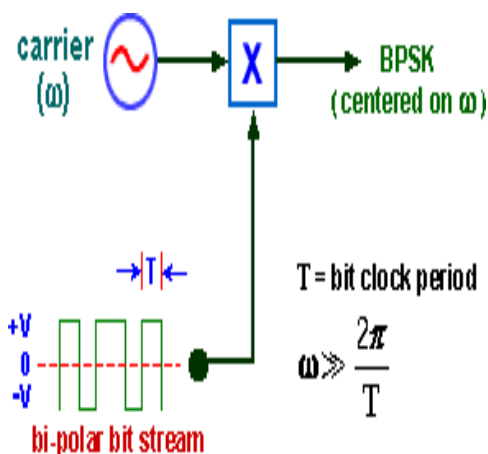 carrier
(ω)
X
BPSK
(centered on ω)
T
T = bit clock period
+V
0
-V
ω ≫ 2π/T
bi-polar bit stream